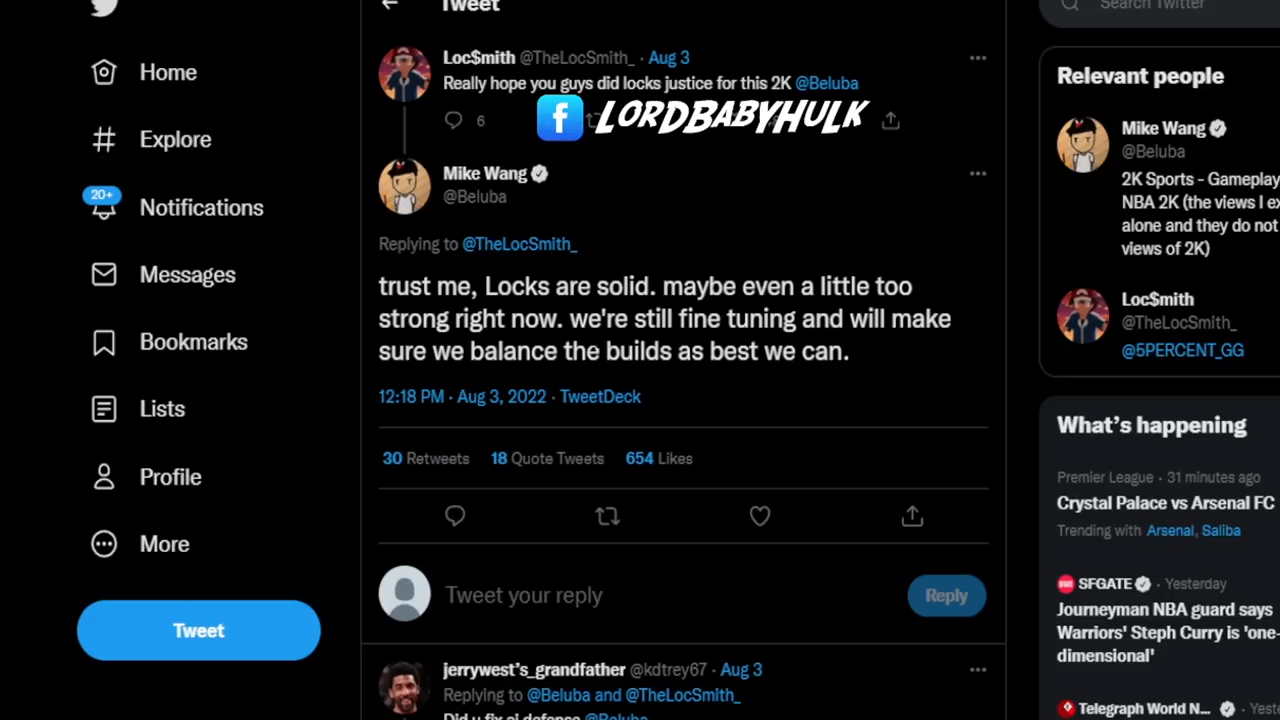 Tweet
Search Twitter
Home
Explore
20+
Notifications
Messages
Bookmarks
Lists
Profile
More
Tweet
Loc$mith @TheLocSmith_ · Aug 3
Really hope you guys did locks justice for this 2K @Beluba
6
LORDBABYHULK
Mike Wang
@Beluba
Replying to @TheLocSmith_
trust me, Locks are solid. maybe even a little too
strong right now. we're still fine tuning and will make
sure we balance the builds as best we can.
12:18 PM · Aug 3, 2022 · TweetDeck
30 Retweets 18 Quote Tweets 654 Likes
Tweet your reply
Reply
jerrywest's_grandfather @kdtrey67 · Aug 3
Replying to @Beluba and @TheLocSmith_
Did u fix ai defense @Beluba
Relevant people
Mike Wang
@Beluba
2K Sports - Gameplay
NBA 2K (the views I
alone and they do not
views of 2K)
Loc$mith
@TheLocSmith_
@5PERCENT_GG
What's happening
Premier League · 31 minutes ago
Crystal Palace vs Arsenal FC
Trending with Arsenal, Saliba
SFGATE · Yesterday
Journeyman NBA guard says
Warriors' Steph Curry is 'one-
dimensional'
Telegraph World N...